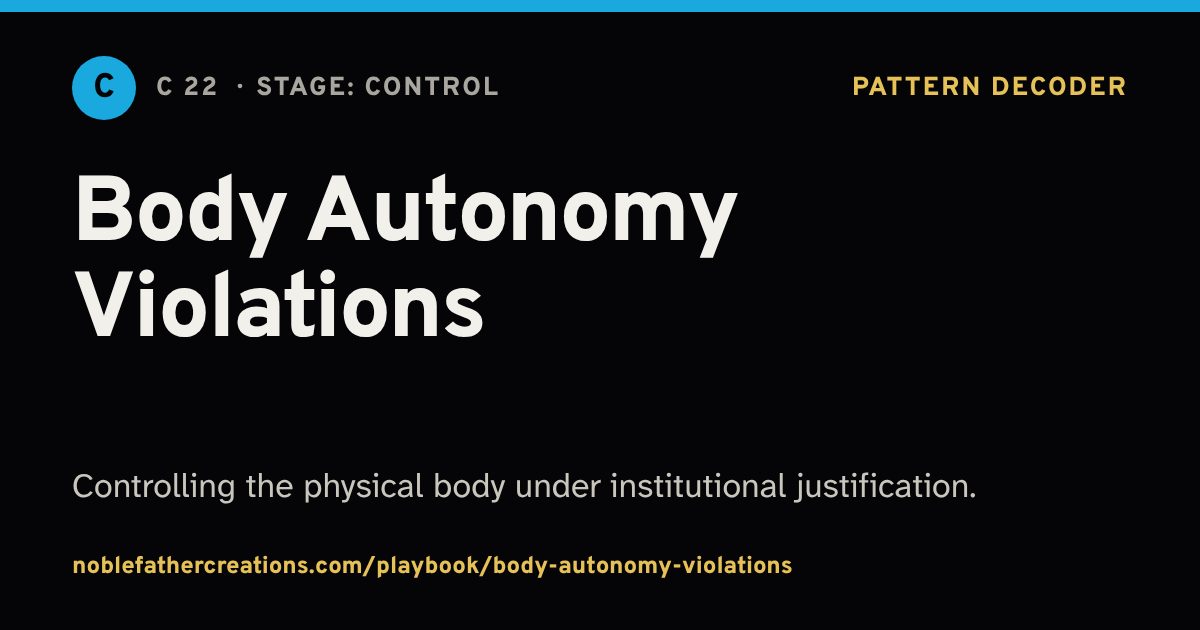 C
C 22 · STAGE: CONTROL
PATTERN DECODER
Body Autonomy
Violations
Controlling the physical body under institutional justification.
noblefathercreations.com/playbook/body-autonomy-violations